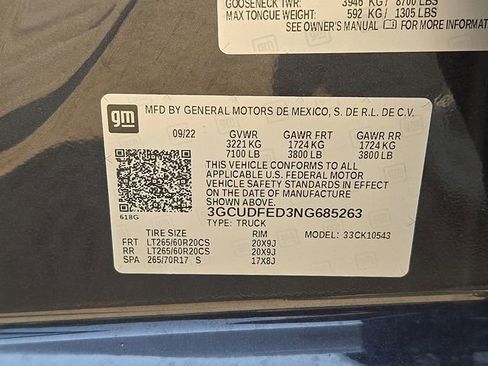 GOOSENECK TWR: 3946 KG/ 8700 LBS
MAX TONGUE WEIGHT: 592 KG/ 1305 LBS
SEE OWNER'S MANUAL FOR MORE INFORMATION
gm
MFD BY GENERAL MOTORS DE MEXICO, S. DE R.L. DE C.V.
09/22 GVWR GAWR FRT GAWR RR
3221 KG 1724 KG 1724 KG
7100 LB 3800 LB 3800 LB
THIS VEHICLE CONFORMS TO ALL
APPLICABLE U.S. FEDERAL MOTOR
VEHICLE SAFETY STANDARDS IN
EFFECT ON THE DATE OF
MANUFACTURE SHOWN ABOVE.
3GCUDFED3NG685263
618G
TYPE: TRUCK
TIRE SIZE RIM MODEL: 33CK10543
FRT LT265/60R20CS 20X9J
RR LT265/60R20CS 20X9J
SPA 265/70R17 S 17X8J